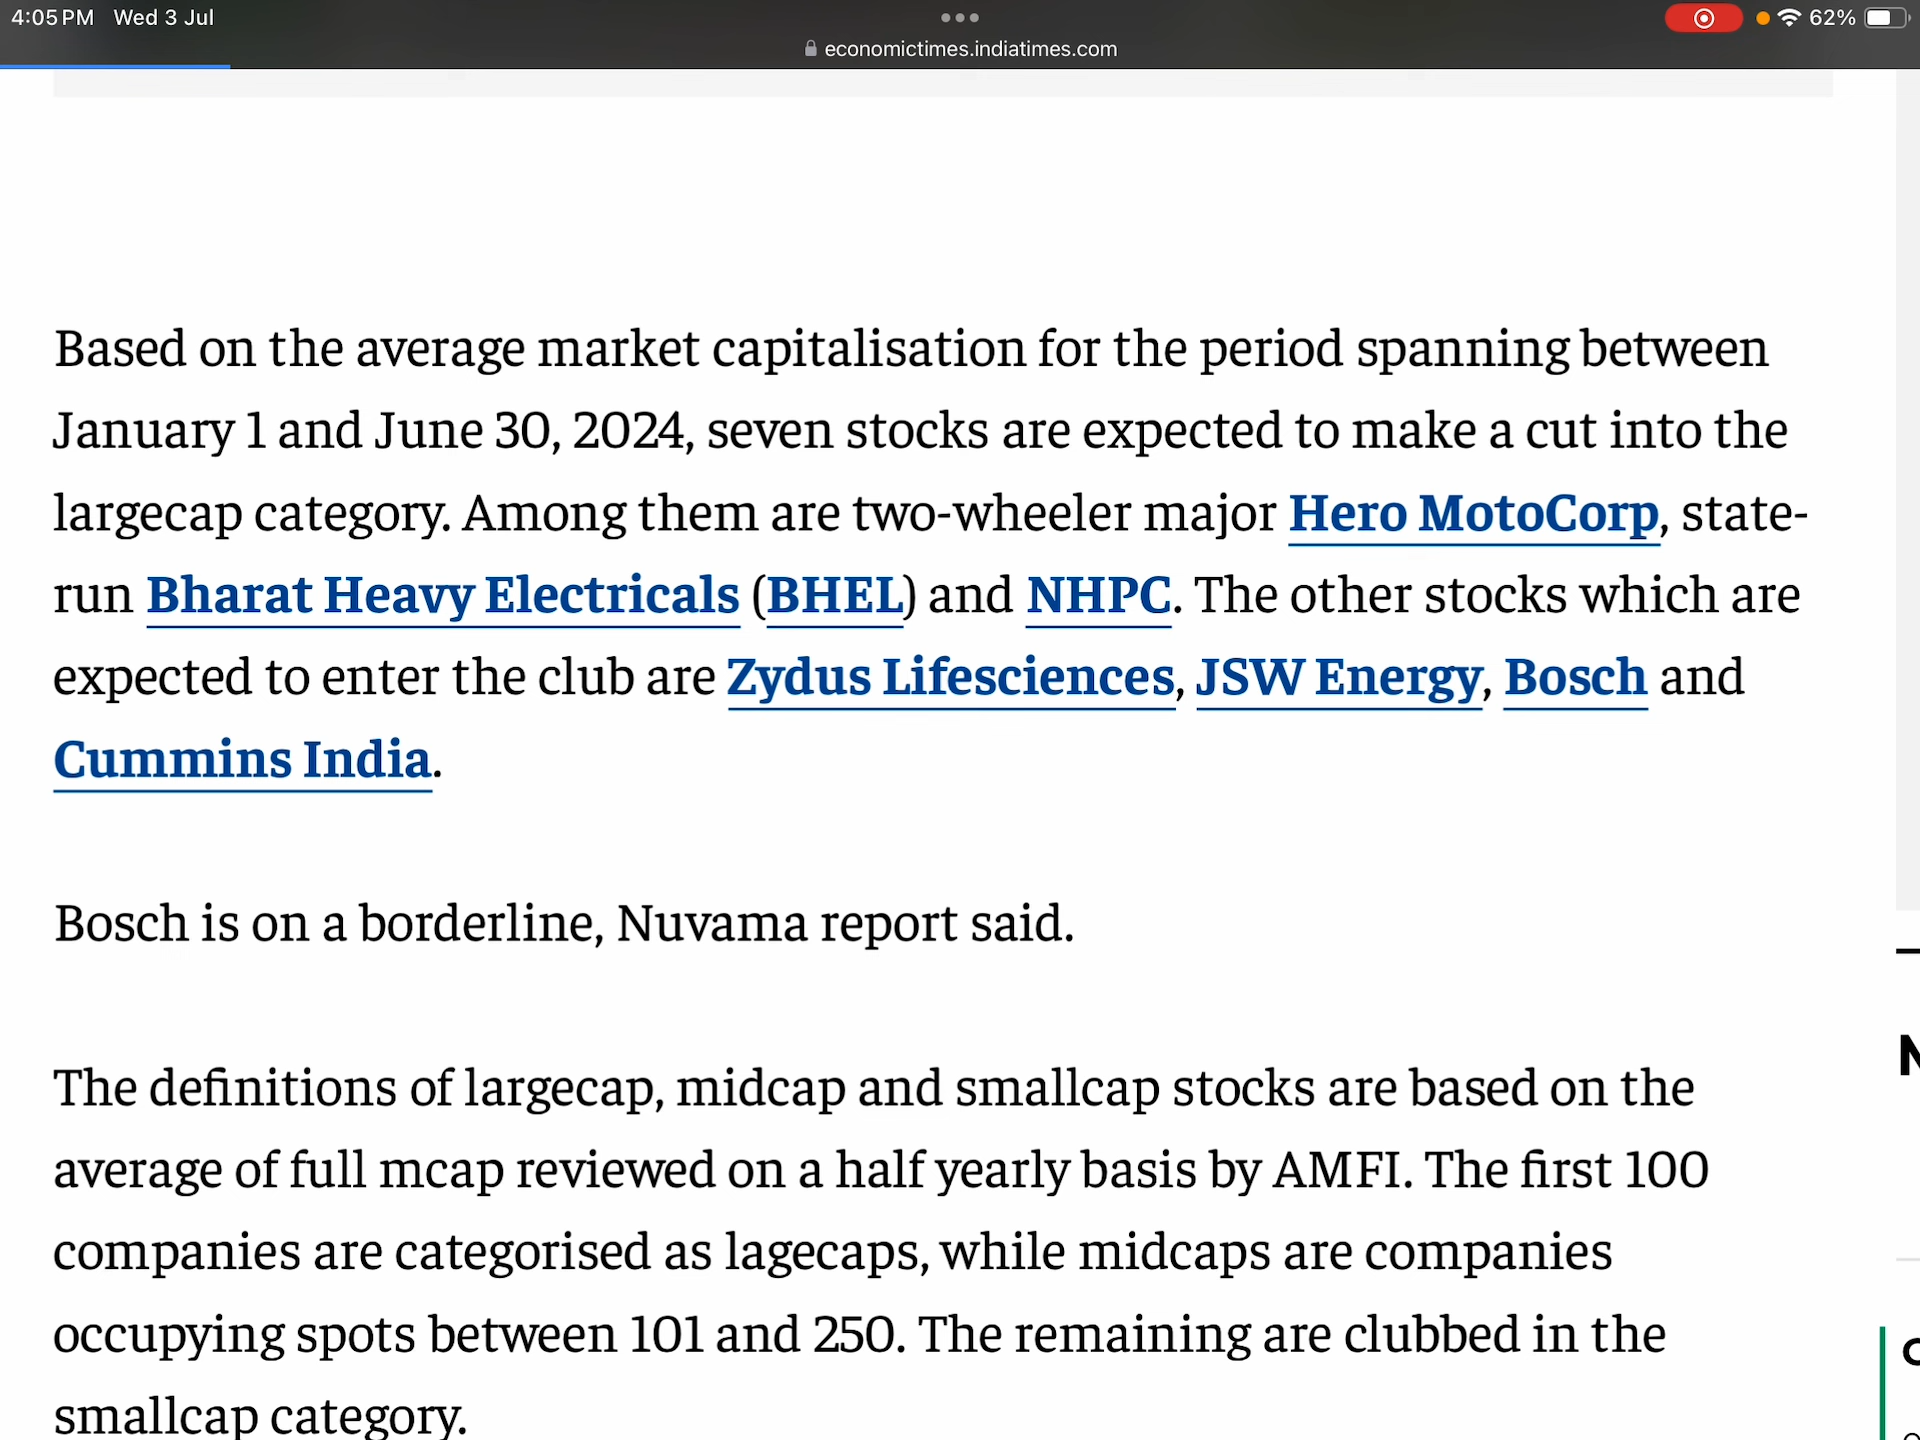 4:05 PM Wed 3 Jul
62%
economictimes.indiatimes.com
Based on the average market capitalisation for the period spanning between
January 1 and June 30, 2024, seven stocks are expected to make a cut into the
largecap category. Among them are two-wheeler major Hero MotoCorp, state-
run Bharat Heavy Electricals (BHEL) and NHPC. The other stocks which are
expected to enter the club are Zydus Lifesciences, JSW Energy, Bosch and
Cummins India.
Bosch is on a borderline, Nuvama report said.
The definitions of largecap, midcap and smallcap stocks are based on the
average of full mcap reviewed on a half yearly basis by AMFI. The first 100
companies are categorised as lagecaps, while midcaps are companies
occupying spots between 101 and 250. The remaining are clubbed in the
smallcap category.